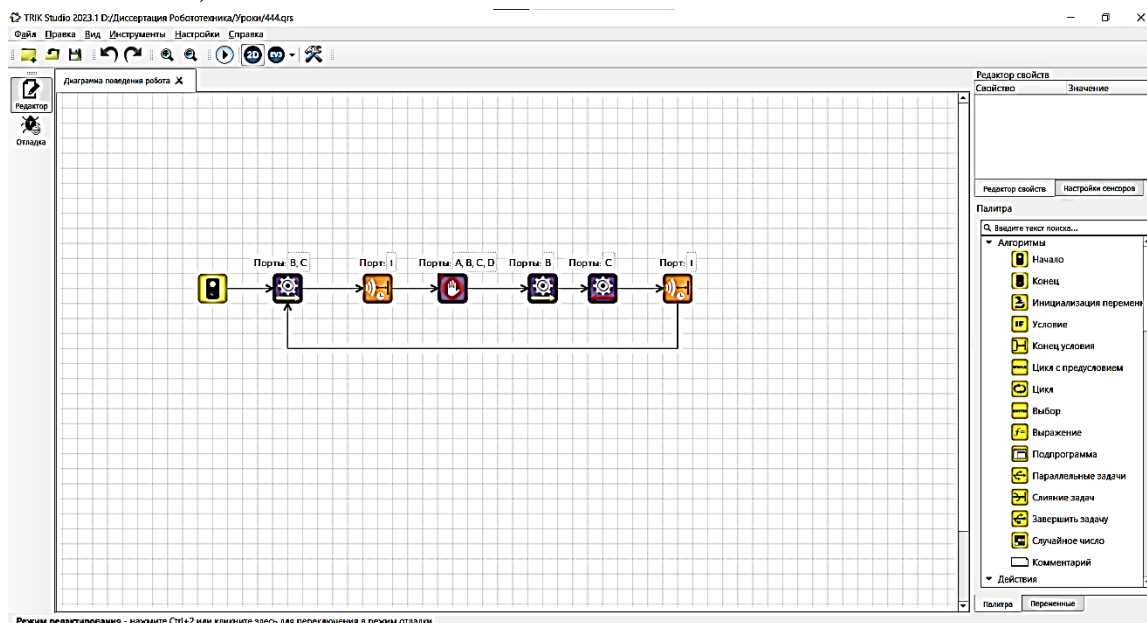 TRIK Studio 2023.1 D:/Диссертация Робототехника/Уроки/444.qrs
Файл Правка Вид Инструменты Настройки Справка
2D EV3
Редактор
Отладка
Диаграмма поведения робота X
Порты: B, C
Порт: 1
Порты: A, B, C, D
Порты: B
Порты: C
Порт: 1
Редактор свойств
Свойство Значение
Редактор свойств Настройки сенсоров
Палитра
Введите текст поиска...
Алгоритмы
Начало
Конец
Инициализация перемен
IF Условие
Конец условия
Цикл с предусловием
Цикл
Выбор
f= Выражение
Подпрограмма
Параллельные задачи
Слияние задач
Завершить задачу
Случайное число
Комментарий
Действия
Палитра Переменные
Режим редактирования - нажмите Ctrl+2 или кликните здесь для переключения в режим отладки